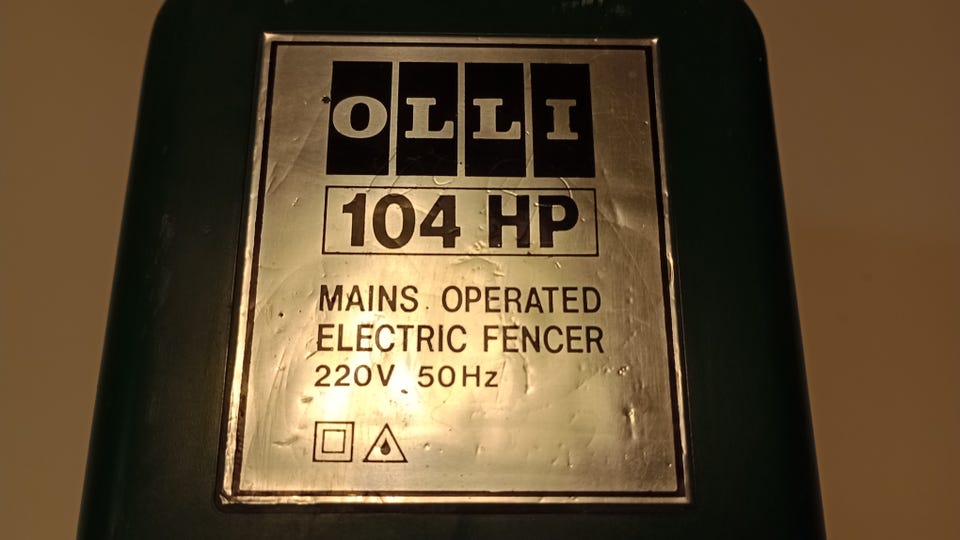 OLLI
104 HP
MAINS OPERATED
ELECTRIC FENCER
220V 50Hz